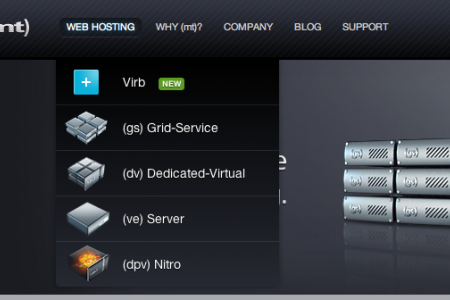 mt) WEB HOSTING WHY (mt)? COMPANY BLOG SUPPORT
Virb NEW
(gs) Grid-Service
(dv) Dedicated-Virtual
(ve) Server
(dpv) Nitro